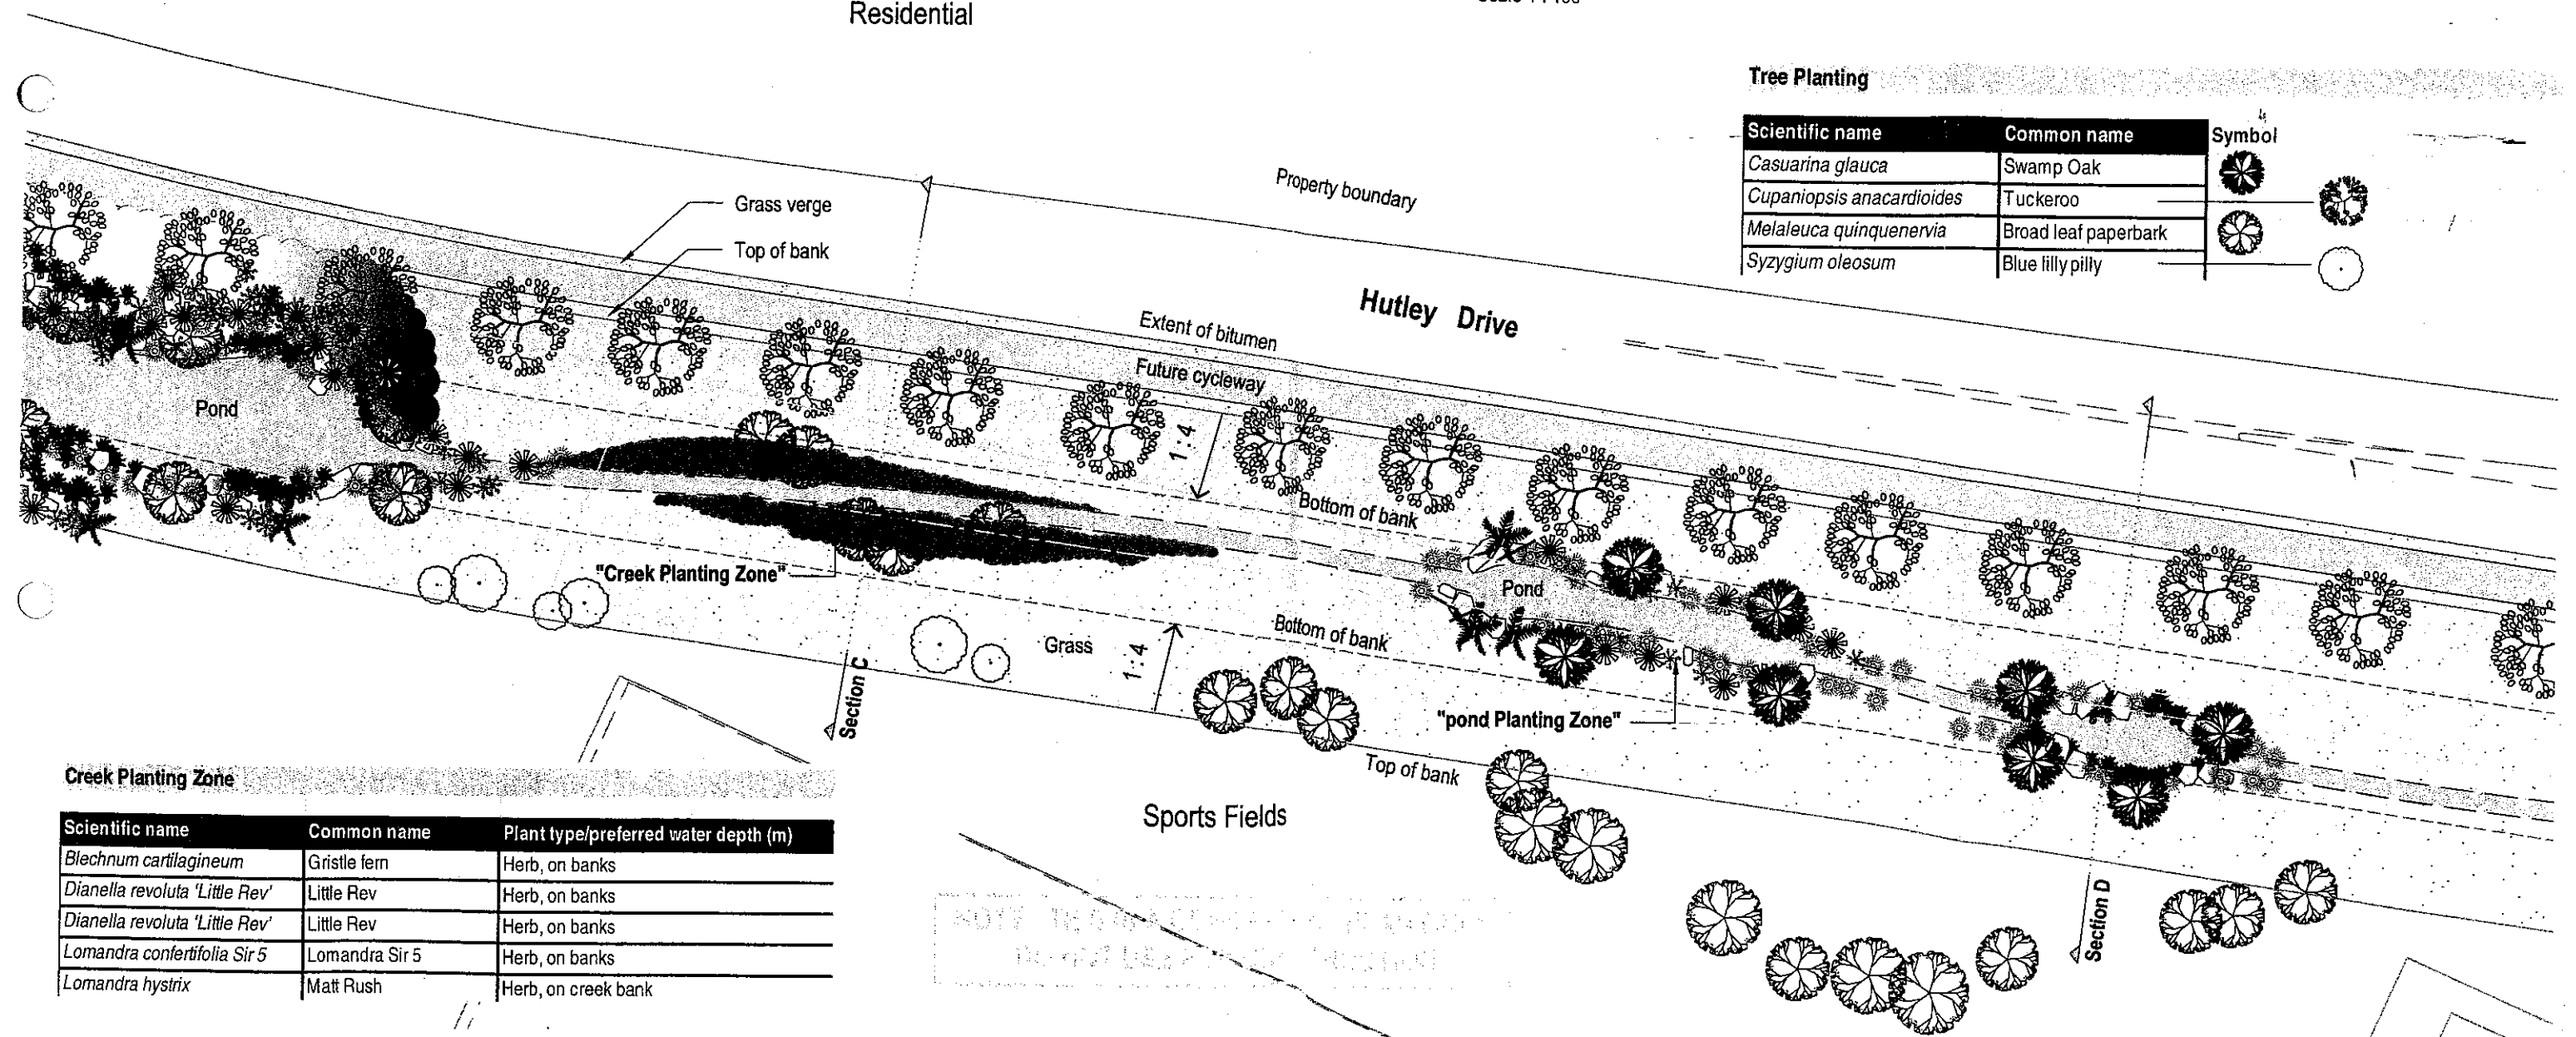 Residential
Tree Planting
Scientific name Common name Symbol
Casuarina glauca Swamp Oak
Cupaniopsis anacardioides Tuckeroo
Melaleuca quinquenervia Broad leaf paperbark
Syzygium oleosum Blue lilly pilly
Property boundary
Grass verge
Top of bank
Hutley Drive
Extent of bitumen
Future cycleway
Pond
1:4
Bottom of bank
"Creek Planting Zone"
Pond
Grass
1:4
Bottom of bank
Section C
"pond Planting Zone"
Top of bank
Sports Fields
Section D
Creek Planting Zone
Scientific name Common name Plant type/preferred water depth (m)
Blechnum cartilagineum Gristle fern Herb, on banks
Dianella revoluta 'Little Rev' Little Rev Herb, on banks
Dianella revoluta 'Little Rev' Little Rev Herb, on banks
Lomandra confertifolia Sir 5 Lomandra Sir 5 Herb, on banks
Lomandra hystrix Matt Rush Herb, on creek bank